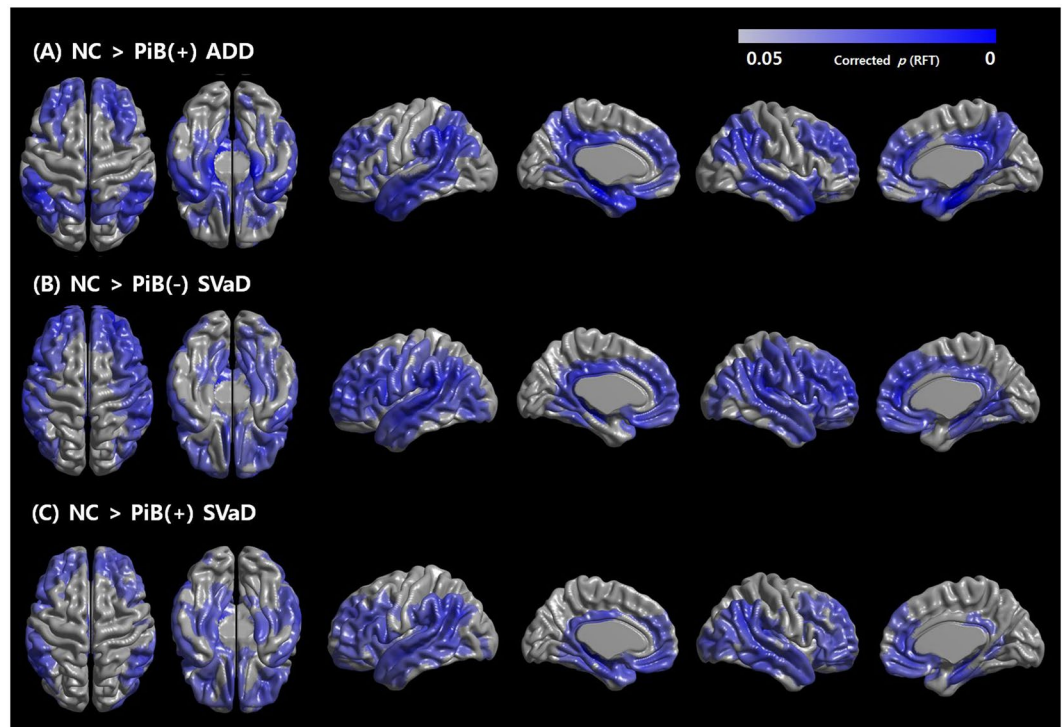 (A) NC > PiB(+) ADD
0.05 Corrected p (RFT) 0
(B) NC > PiB(-) SVaD
(C) NC > PiB(+) SVaD